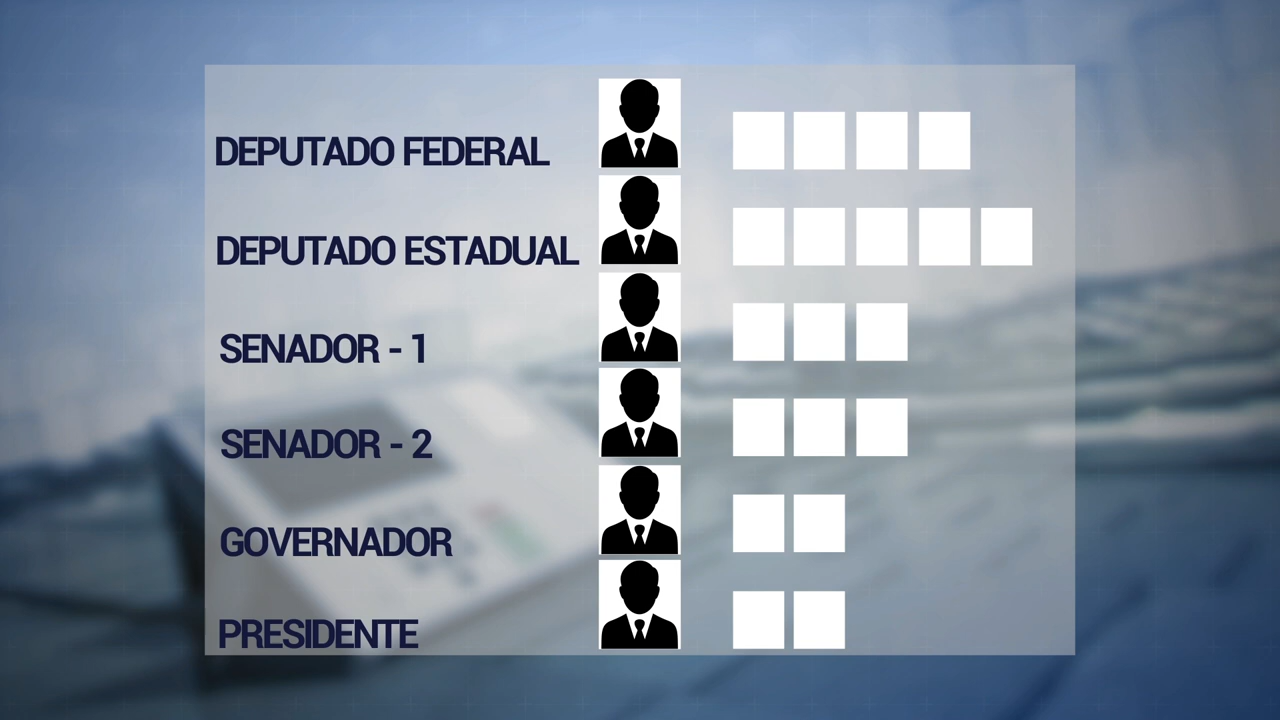 DEPUTADO FEDERAL
DEPUTADO ESTADUAL
SENADOR - 1
SENADOR - 2
GOVERNADOR
PRESIDENTE